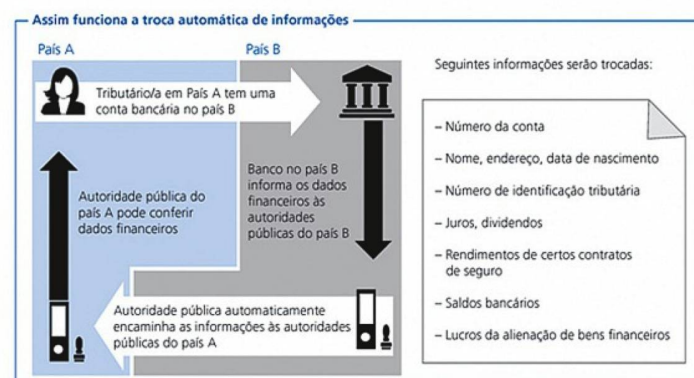 Assim funciona a troca automática de informações
País A
País B
Tributário/a em País A tem uma
conta bancária no país B
Banco no país B
informa os dados
financeiros às
autoridades
públicas do país B
Autoridade pública automaticamente
encaminha as informações às autoridades
públicas do país A
Autoridade pública do
país A pode conferir
dados financeiros
Seguintes informações serão trocadas:
– Número da conta
– Nome, endereço, data de nascimento
– Número de identificação tributária
– Juros, dividendos
– Rendimentos de certos contratos
de seguro
– Saldos bancários
– Lucros da alienação de bens financeiros